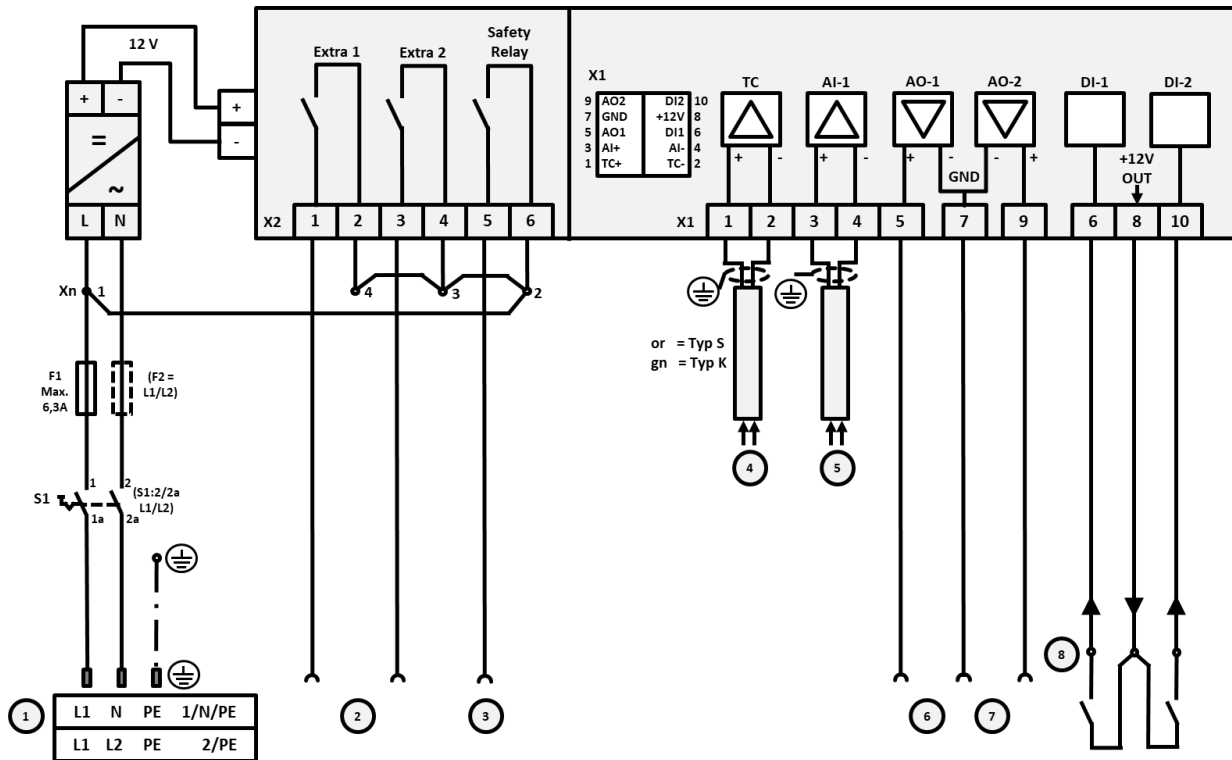 12 V
+ -
=
~
L N
+
-
Extra 1 Extra 2 Safety Relay
X2 1 2 3 4 5 6
X1
9 AO2 DI2 10
7 GND +12V 8
5 AO1 DI1 6
3 AI+ AI- 4
1 TC+ TC- 2
TC AI-1 AO-1 AO-2 DI-1 DI-2
+ - + - + - - +
GND
+12V
OUT
X1 1 2 3 4 5 7 9 6 8 10
Xn 1
4 3 2
F1
Max.
6,3A
(F2 =
L1/L2)
or = Typ S
gn = Typ K
4 5
S1
1 2
1a 2a
(S1:2/2a
L1/L2)
8
1
2 3
6 7
L1 N PE 1/N/PE
L1 L2 PE 2/PE